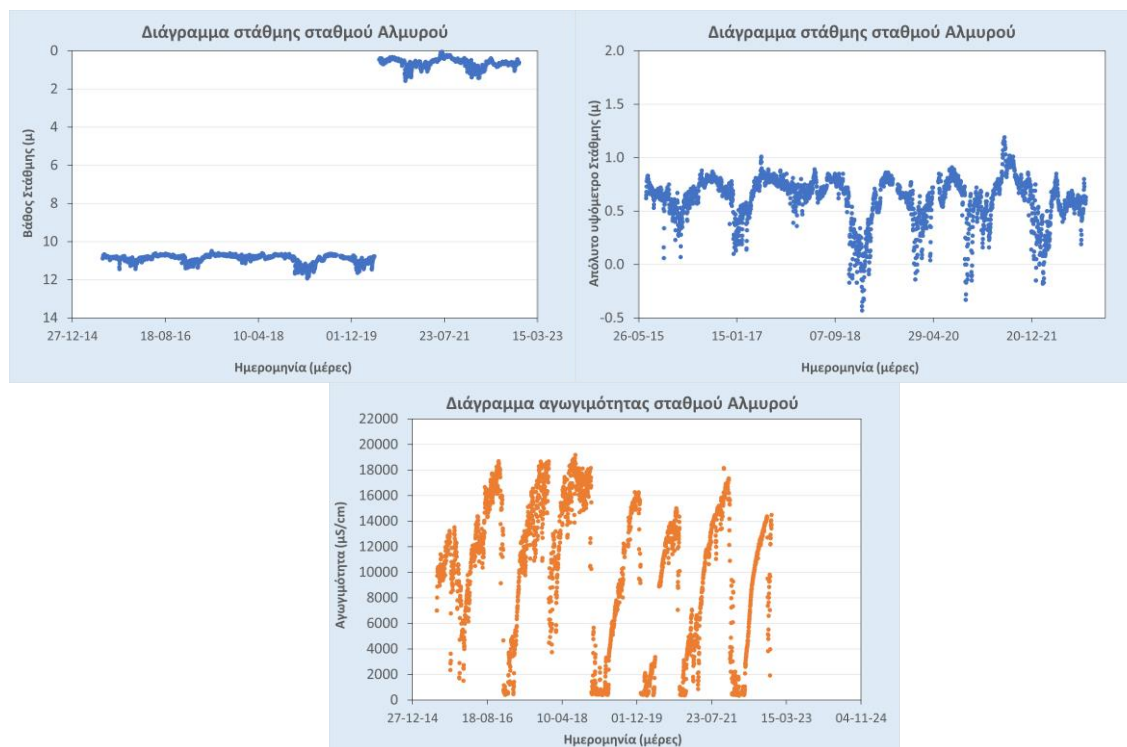 Διάγραμμα στάθμης σταθμού Αλμυρού
Βάθος Στάθμης (μ)
0
2
4
6
8
10
12
14
27-12-14 18-08-16 10-04-18 01-12-19 23-07-21 15-03-23
Ημερομηνία (μέρες)
Διάγραμμα στάθμης σταθμού Αλμυρού
Απόλυτο υψόμετρο Στάθμης (μ)
2.0
1.5
1.0
0.5
0.0
-0.5
26-05-15 15-01-17 07-09-18 29-04-20 20-12-21
Ημερομηνία (μέρες)
Διάγραμμα αγωγιμότητας σταθμού Αλμυρού
Αγωγιμότητα (μS/cm)
22000
20000
18000
16000
14000
12000
10000
8000
6000
4000
2000
0
27-12-14 18-08-16 10-04-18 01-12-19 23-07-21 15-03-23 04-11-24
Ημερομηνία (μέρες)